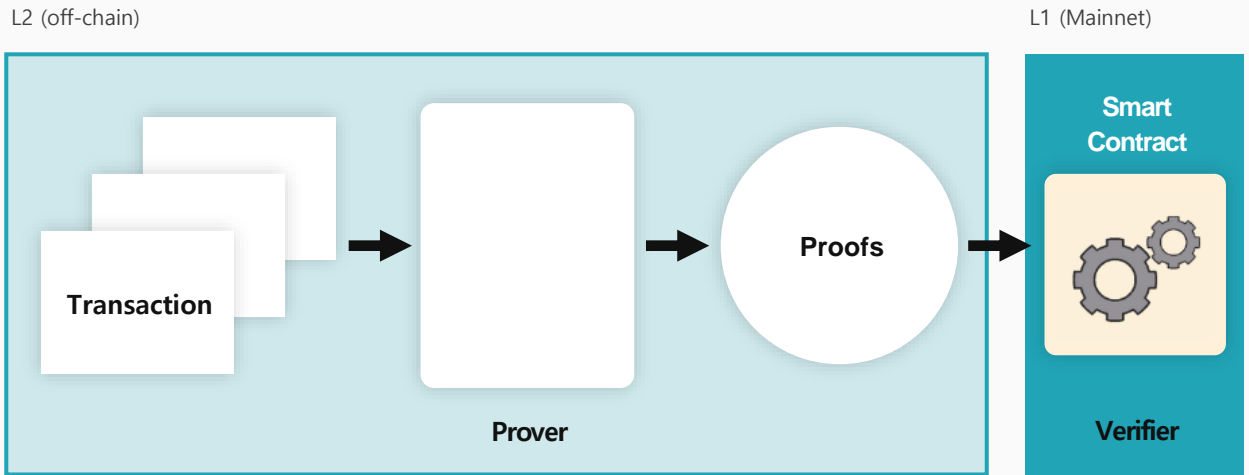 L2 (off-chain)
L1 (Mainnet)
Smart
Contract
Transaction
Proofs
Prover
Verifier